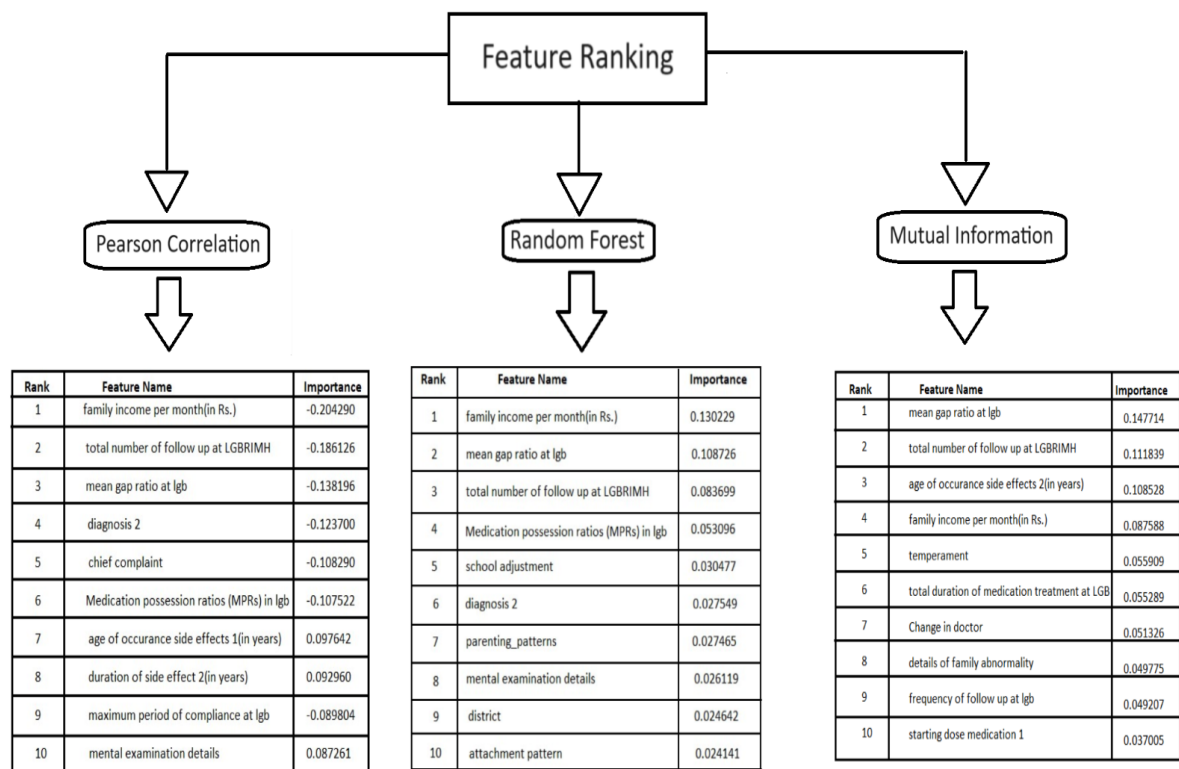 Feature Ranking
Pearson Correlation
Random Forest
Mutual Information
Rank Feature Name Importance
1 family income per month(in Rs.) -0.204290
2 total number of follow up at LGBRIMH -0.186126
3 mean gap ratio at lgb -0.138196
4 diagnosis 2 -0.123700
5 chief complaint -0.108290
6 Medication possession ratios (MPRs) in lgb -0.107522
7 age of occurance side effects 1(in years) 0.097642
8 duration of side effect 2(in years) 0.092960
9 maximum period of compliance at lgb -0.089804
10 mental examination details 0.087261
Rank Feature Name Importance
1 family income per month(in Rs.) 0.130229
2 mean gap ratio at lgb 0.108726
3 total number of follow up at LGBRIMH 0.083699
4 Medication possession ratios (MPRs) in lgb 0.053096
5 school adjustment 0.030477
6 diagnosis 2 0.027549
7 parenting_patterns 0.027465
8 mental examination details 0.026119
9 district 0.024642
10 attachment pattern 0.024141
Rank Feature Name Importance
1 mean gap ratio at lgb 0.147714
2 total number of follow up at LGBRIMH 0.111839
3 age of occurance side effects 2(in years) 0.108528
4 family income per month(in Rs.) 0.087588
5 temperament 0.055909
6 total duration of medication treatment at LGB 0.055289
7 Change in doctor 0.051326
8 details of family abnormality 0.049775
9 frequency of follow up at lgb 0.049207
10 starting dose medication 1 0.037005